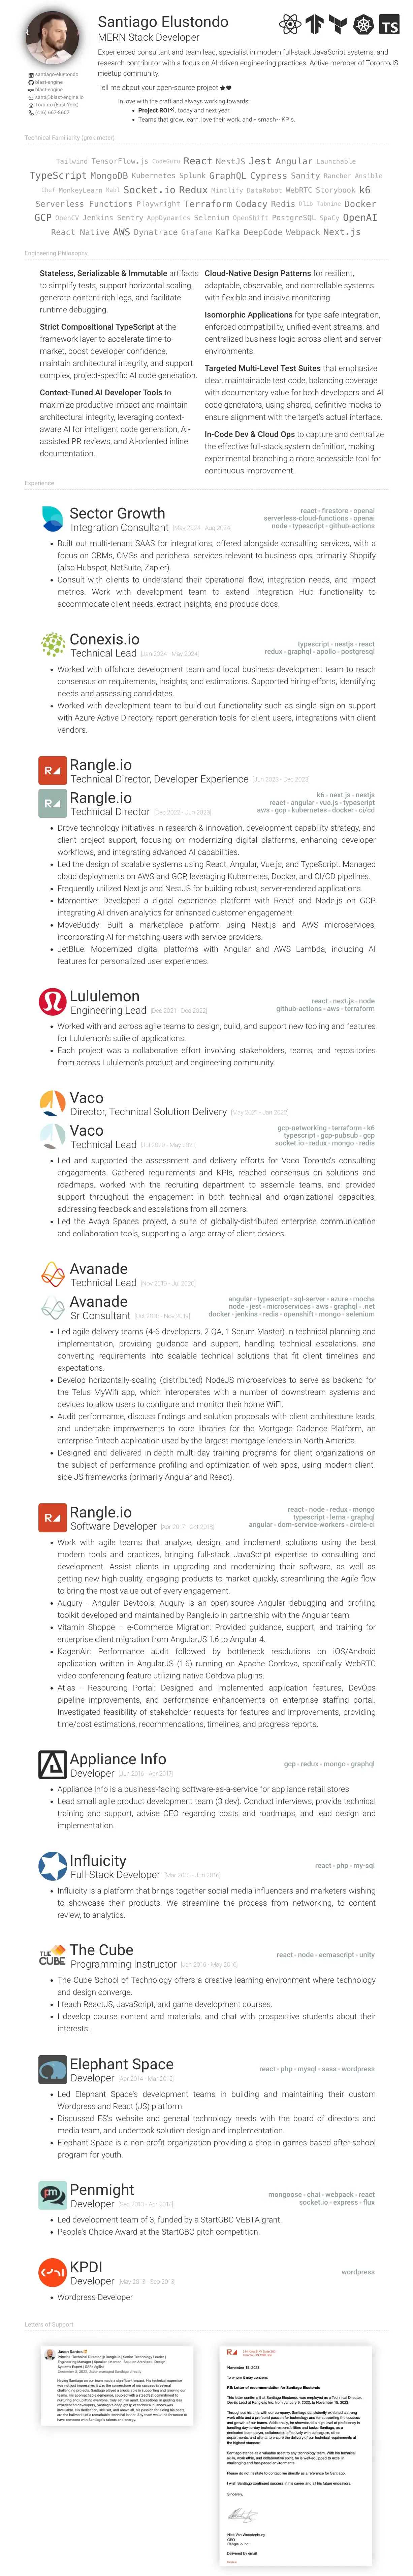 Santiago Elustondo
MERN Stack Developer
Experienced consultant and team lead, specialist in modern full-stack JavaScript systems, and
research contributor with a focus on AI-driven engineering practices. Active member of TorontoJS
meetup community.
Tell me about your open-source
In love with the craft and always working towards:
Project ROI, today and next year.
Teams that grow, learn, love their work, and ~smash~ KPIs.
santiago-elustondo
blast-engine
blast-engine
santi@blast-engine.io
Toronto (East York)
(416) 662-8602
Technical Familiarity (grok meter)
Tailwind TensorFlow.js CodeGuru React NestJS Jest Angular Launchable
TypeScript MongoDB Kubernetes Splunk GraphQL Cypress Sanity Rancher Ansible
Chef MonkeyLearn Mabl Socket.io Redux Mintlify DataRobot WebRTC Storybook k6
Serverless Functions Playwright Terraform Codacy Redis Dlib Tabnine Docker
GCP OpenCV Jenkins Sentry AppDynamics Selenium OpenShift PostgreSQL SpaCy OpenAI
React Native AWS Dynatrace Grafana Kafka DeepCode Webpack Next.js
Engineering Philosophy
Stateless, Serializable & Immutable artifacts
to simplify tests, support horizontal scaling,
generate content-rich logs, and facilitate
runtime debugging.
Strict Compositional TypeScript at the
framework layer to accelerate time-to-
market, boost developer confidence,
maintain architectural integrity, and support
complex, project-specific AI code generation.
Context-Tuned AI Developer Tools to
maximize productive impact and maintain
architectural integrity, leveraging context-
aware AI for intelligent code generation, AI-
assisted PR reviews, and AI-oriented inline
documentation.
Cloud-Native Design Patterns for resilient,
adaptable, observable, and controllable systems
with flexible and incisive monitoring.
Isomorphic Applications for type-safe integration,
enforced compatibility, unified event streams, and
centralized business logic across client and server
environments.
Targeted Multi-Level Test Suites that emphasize
clear, maintainable test code, balancing coverage
with documentary value for both developers and AI
code generators, using shared, definitive mocks to
ensure alignment with the target's actual interface.
In-Code Dev & Cloud Ops to capture and centralize
the effective full-stack system definition, making
experimental branching a more accessible docker for
continuous improvement.
Experience
Sector Growth
Integration Consultant [May 2024 - Aug 2024]
react - firestore - openai
serverless-cloud-functions - openai
node - typescript - github-actions
Built out multi-tenant SAAS for integrations, offered alongside consulting services, with a
focus on CRMs, CMSs and peripheral services relevant to business ops, primarily Shopify
(also Hubspot, NetSuite, Zapier).
Consult with clients to understand their operational flow, integration needs, and impact
metrics. Work with development team to extend Integration Hub functionality to
accommodate client needs, extract insights, and produce docs.
Conexis.io
Technical Lead [Jan 2024 - May 2024]
typescript - nestjs - react
redux - graphql - apollo - postgresql
Worked with offshore development team and local business development team to reach
consensus on requirements, insights, and estimations. Supported hiring efforts, identifying
needs and assessing candidates.
Worked with development team to build out functionality such as single sign-on support
with Azure Active Directory, report-generation tools for client users, integrations with client
vendors.
Rangle.io
Technical Director, Developer Experience [Jun 2023 - Dec 2023]
Rangle.io
Technical Director [Dec 2022 - Jun 2023]
k6 - next.js - nestjs
react - angular - vue.js - typescript
aws - gcp - kubernetes - docker - ci/cd
Drove technology initiatives in research & innovation, development capability strategy, and
client project support, focusing on modernizing digital platforms, enhancing developer
workflows, and integrating advanced AI capabilities.
Led the design of scalable systems using React, Angular, Vue.js, and TypeScript. Managed
cloud deployments on AWS and GCP, leveraging Kubernetes, Docker, and CI/CD pipelines.
Frequently utilized Next.js and NestJS for building robust, server-rendered applications.
Momentive: Developed a digital experience platform with React and Node.js on GCP,
integrating AI-driven analytics for enhanced customer engagement.
MoveBuddy: Built a marketplace platform using Next.js and AWS microservices,
incorporating AI for matching users with service providers.
JetBlue: Modernized digital platforms with Angular and AWS Lambda, including AI
features for personalized user experiences.
Lululemon
Engineering Lead [Dec 2021 - Dec 2022]
react - next.js - node
github-actions - aws - terraform
Worked with and across agile teams to design, build, and support new tooling and features
for Lululemon's suite of applications.
Each project was a collaborative effort involving stakeholders, teams, and repositories
from across Lululemon's product and engineering community.
Vaco
Director, Technical Solution Delivery [May 2021 - Jan 2022]
Vaco
Technical Lead [Jul 2020 - May 2021]
gcp-networking - terraform - k6
typescript - gcp-pubsub - gcp
socket.io - redux - mongo - redis
Led and supported the assessment and delivery efforts for Vaco Toronto's consulting
engagements. Gathered requirements and KPIs, reached consensus on solutions and
roadmaps, worked with the recruiting department to assemble teams, and provided
support throughout the engagement in both technical and organizational capacities,
addressing feedback and escalations from all corners.
Led the Avaya Spaces project, a suite of globally-distributed enterprise communication
and collaboration tools, supporting a large array of client devices.
Avanade
Technical Lead [Nov 2019 - Jul 2020]
Avanade
Sr Consultant [Oct 2018 - Nov 2019]
angular - typescript - sql-server - azure - mocha
node - jest - microservices - aws - graphql - .net
docker - jenkins - redis - openshift - mongo - selenium
Led agile delivery teams (4-6 developers, 2 QA, 1 Scrum Master) in technical planning and
implementation, providing guidance and support, handling technical escalations, and
converting requirements into scalable technical solutions that fit client timelines and
expectations.
Develop horizontally-scaling (distributed) NodeJS microservices to serve as backend for
the Telus MyWifi app, which interoperates with a number of downstream systems and
devices to allow users to configure and monitor their home WiFi.
Audit performance, discuss findings and solution proposals with client architecture leads,
and undertake improvements to core libraries for the Mortgage Cadence Platform, an
enterprise fintech application used by the largest mortgage lenders in North America.
Designed and delivered in-depth multi-day training programs for client organizations on
the subject of performance profiling and optimization of web apps, using modern client-
side JS frameworks (primarily Angular and React).
Rangle.io
Software Developer [Apr 2017 - Oct 2018]
react - node - redux - mongo
typescript - lerna - graphql
angular - dom-service-workers - circle-ci
Work with agile teams that analyze, design, and implement solutions using the best
modern tools and practices, bringing full-stack JavaScript expertise to consulting and
development. Assist clients in upgrading and modernizing their software, as well as
getting new high-quality, engaging products to market quickly, streamlining the Agile flow
to bring the most value out of every engagement.
Augury - Angular Devtools: Augury is an open-source Angular debugging and profiling
toolkit developed and maintained by Rangle.io in partnership with the Angular team.
Vitamin Shoppe – e-Commerce Migration: Provided guidance, support, and training for
enterprise client migration from AngularJS 1.6 to Angular 4.
KagenAir: Performance audit followed by bottleneck resolutions on iOS/Android
application written in AngularJS (1.6) running on Apache Cordova, specifically WebRTC
video conferencing feature utilizing native Cordova plugins.
Atlas - Resourcing Portal: Designed and implemented application features, DevOps
pipeline improvements, and performance enhancements on enterprise staffing portal.
Investigated feasibility of stakeholder requests for features and improvements, providing
time/cost estimations, recommendations, timelines, and progress reports.
Appliance Info
Developer [Jun 2016 - Apr 2017]
gcp - redux - mongo - graphql
Appliance Info is a business-facing software-as-a-service for appliance retail stores.
Lead small agile product development team (3 dev). Conduct interviews, provide technical
training and support, advise CEO regarding costs and roadmaps, and lead design and
implementation.
Influicity
Full-Stack Developer [Mar 2015 - Jun 2016]
react - php - my-sql
Influicity is a platform that brings together social media influencers and marketers wishing
to showcase their products. We streamline the process from networking, to content
review, to analytics.
The Cube
Programming Instructor [Jan 2016 - May 2016]
react - node - ecmascript - unity
The Cube School of Technology offers a creative learning environment where technology
and design converge.
I teach ReactJS, JavaScript, and game development courses.
I develop course content and materials, and chat with prospective students about their
interests.
Elephant Space
Developer [Apr 2014 - Mar 2015]
react - php - mysql - sass - wordpress
Led Elephant Space's development teams in building and maintaining their custom
Wordpress and React (JS) platform.
Discussed ES's website and general technology needs with the board of directors and
media team, and undertook solution design and implementation.
Elephant Space is a non-profit organization providing a drop-in games-based after-school
program for youth.
Penmight
Developer [Sep 2013 - Apr 2014]
mongoose - chai - webpack - react
socket.io - express - flux
Led development team of 3, funded by a StartGBC VEBTA grant.
People's Choice Award at the StartGBC pitch competition.
KPDI
Developer [May 2013 - Sep 2013]
wordpress
Wordpress Developer
Letters of Support
Jason Santos
November 15, 2023
To whom it may concern:
RE: Letter of recommendation for Santiago Elustondo
Please do not hesitate to contact me directly as a reference for Santiago.
I wish Santiago continued success in his career and all his future endeavours.
Sincerely,
Nick Van Weerdenburg
CEO
Rangle.io Inc.
Delivered by email